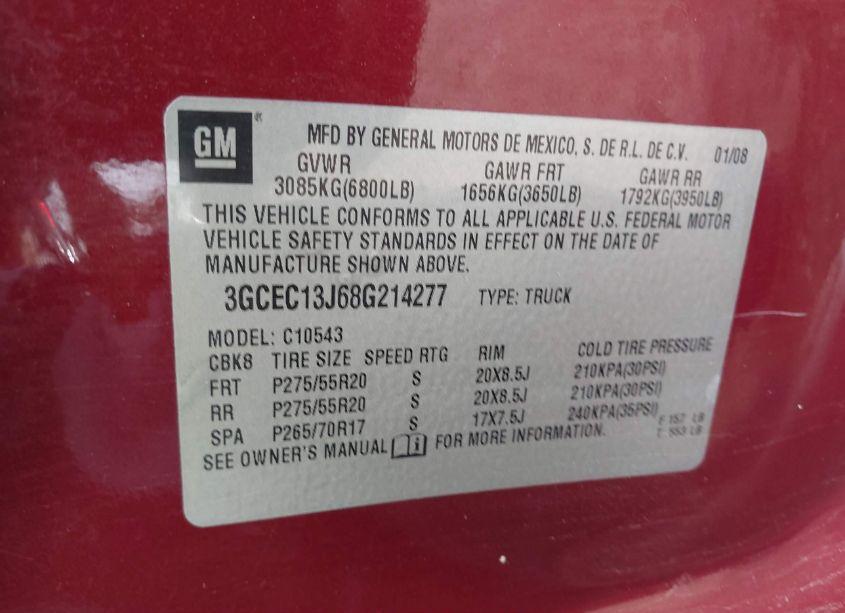 GM® MFD BY GENERAL MOTORS DE MEXICO, S. DE R.L. DE C.V. 01/08
GVWR GAWR FRT GAWR RR
3085KG(6800LB) 1656KG(3650LB) 1792KG(3950LB)
THIS VEHICLE CONFORMS TO ALL APPLICABLE U.S. FEDERAL MOTOR
VEHICLE SAFETY STANDARDS IN EFFECT ON THE DATE OF
MANUFACTURE SHOWN ABOVE.
3GCEC13J68G214277 TYPE: TRUCK
MODEL: C10543
CBK8 TIRE SIZE SPEED RTG RIM COLD TIRE PRESSURE
FRT P275/55R20 S 20X8.5J 210KPA(30PSI)
RR P275/55R20 S 20X8.5J 210KPA(30PSI)
SPA P265/70R17 S 17X7.5J 240KPA(35PSI)
F 157 LB
T 553 LB
SEE OWNER'S MANUAL i FOR MORE INFORMATION.